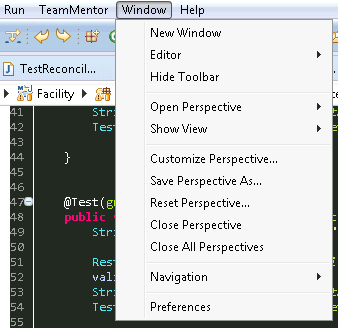 Run TeamMentor Window Help
New Window
Editor
TestReconcil...
Hide Toolbar
Facility
Open Perspective
Show View
Customize Perspective...
Save Perspective As...
Reset Perspective...
Close Perspective
Close All Perspectives
Navigation
Preferences
41 Stri
42 Test
43
44 }
45
46
47 @Test(g
48 public
49 Stri
50
51 Rest
52 vali
53 Stri
54 Test
55